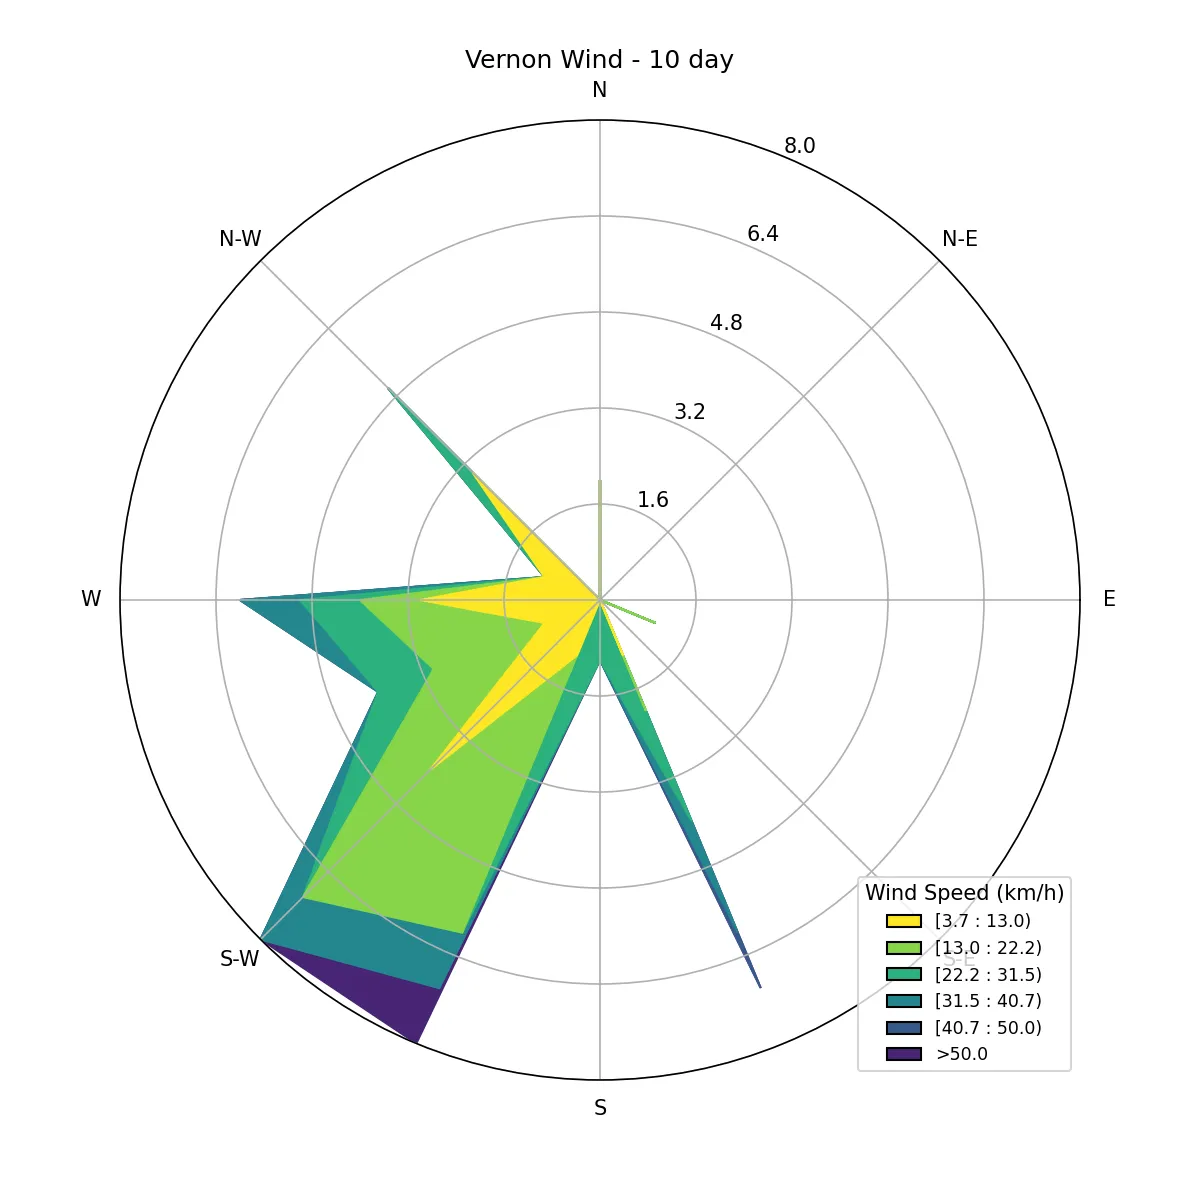 Vernon Wind - 10 day
N
8.0
N-W
N-E
6.4
4.8
3.2
1.6
W
E
Wind Speed (km/h)
[3.7 : 13.0)
[13.0 : 22.2)
[22.2 : 31.5)
[31.5 : 40.7)
[40.7 : 50.0)
>50.0
S-W
S-E
S